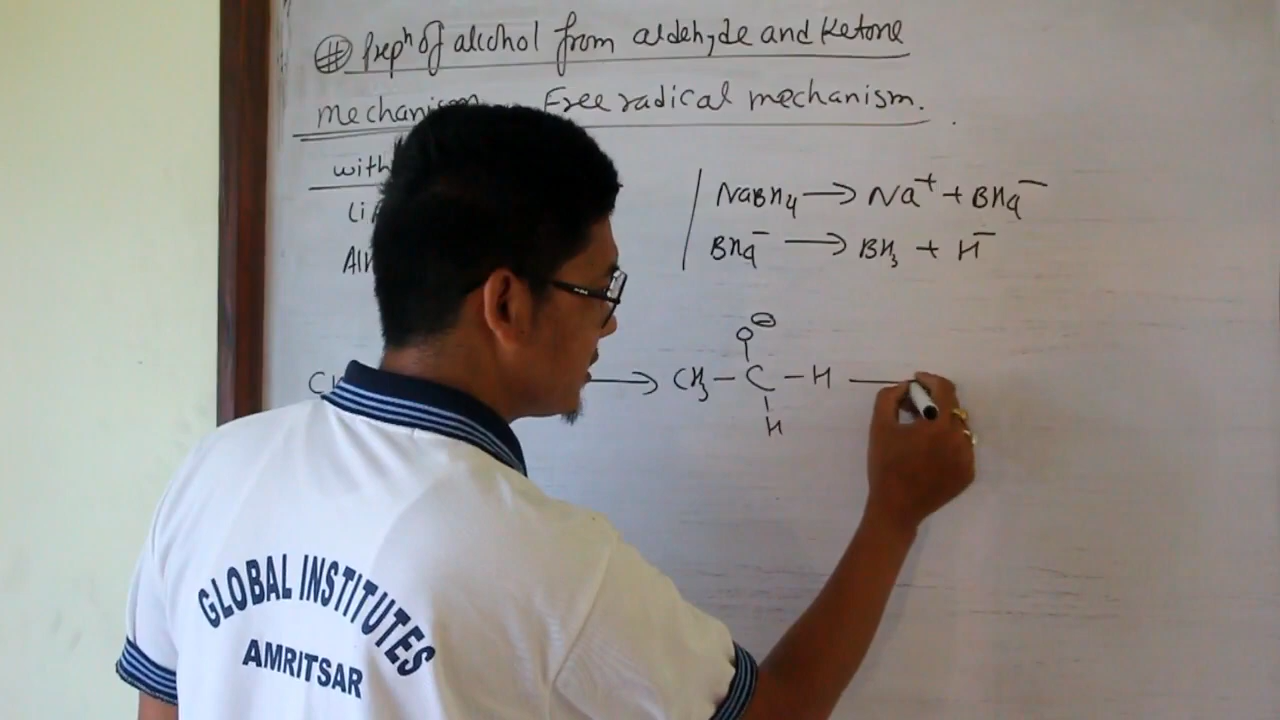 # Prepⁿ of alcohol from aldehyde and Ketone
mechanism Free radical mechanism.
with
NaBH4 → Na+ + BH4-
BH4- → BH3 + H-
O⊖
CH3 - C - H
H
GLOBAL INSTITUTES
AMRITSAR